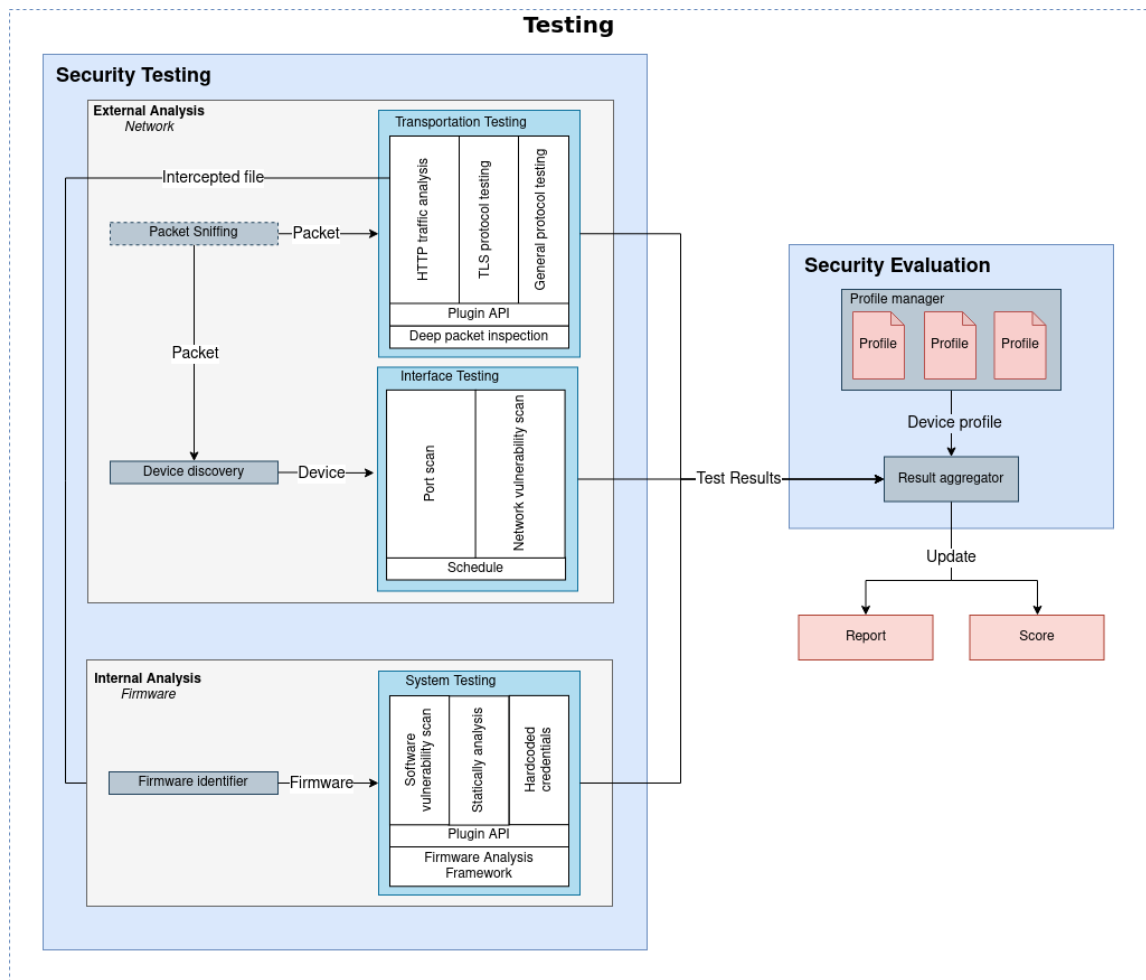 Testing
Security Testing
External Analysis
Network
Transportation Testing
HTTP traffic analysis
TLS protocol testing
General protocol testing
Plugin API
Deep packet inspection
Intercepted file
Packet Sniffing
Packet
Packet
Device discovery
Device
Interface Testing
Port scan
Network vulnerability scan
Schedule
Internal Analysis
Firmware
Firmware identifier
Firmware
System Testing
Software
vulnerability scan
Statically analysis
Hardcoded
credentials
Plugin API
Firmware Analysis
Framework
Test Results
Security Evaluation
Profile manager
Profile
Profile
Profile
Device profile
Result aggregator
Update
Report
Score